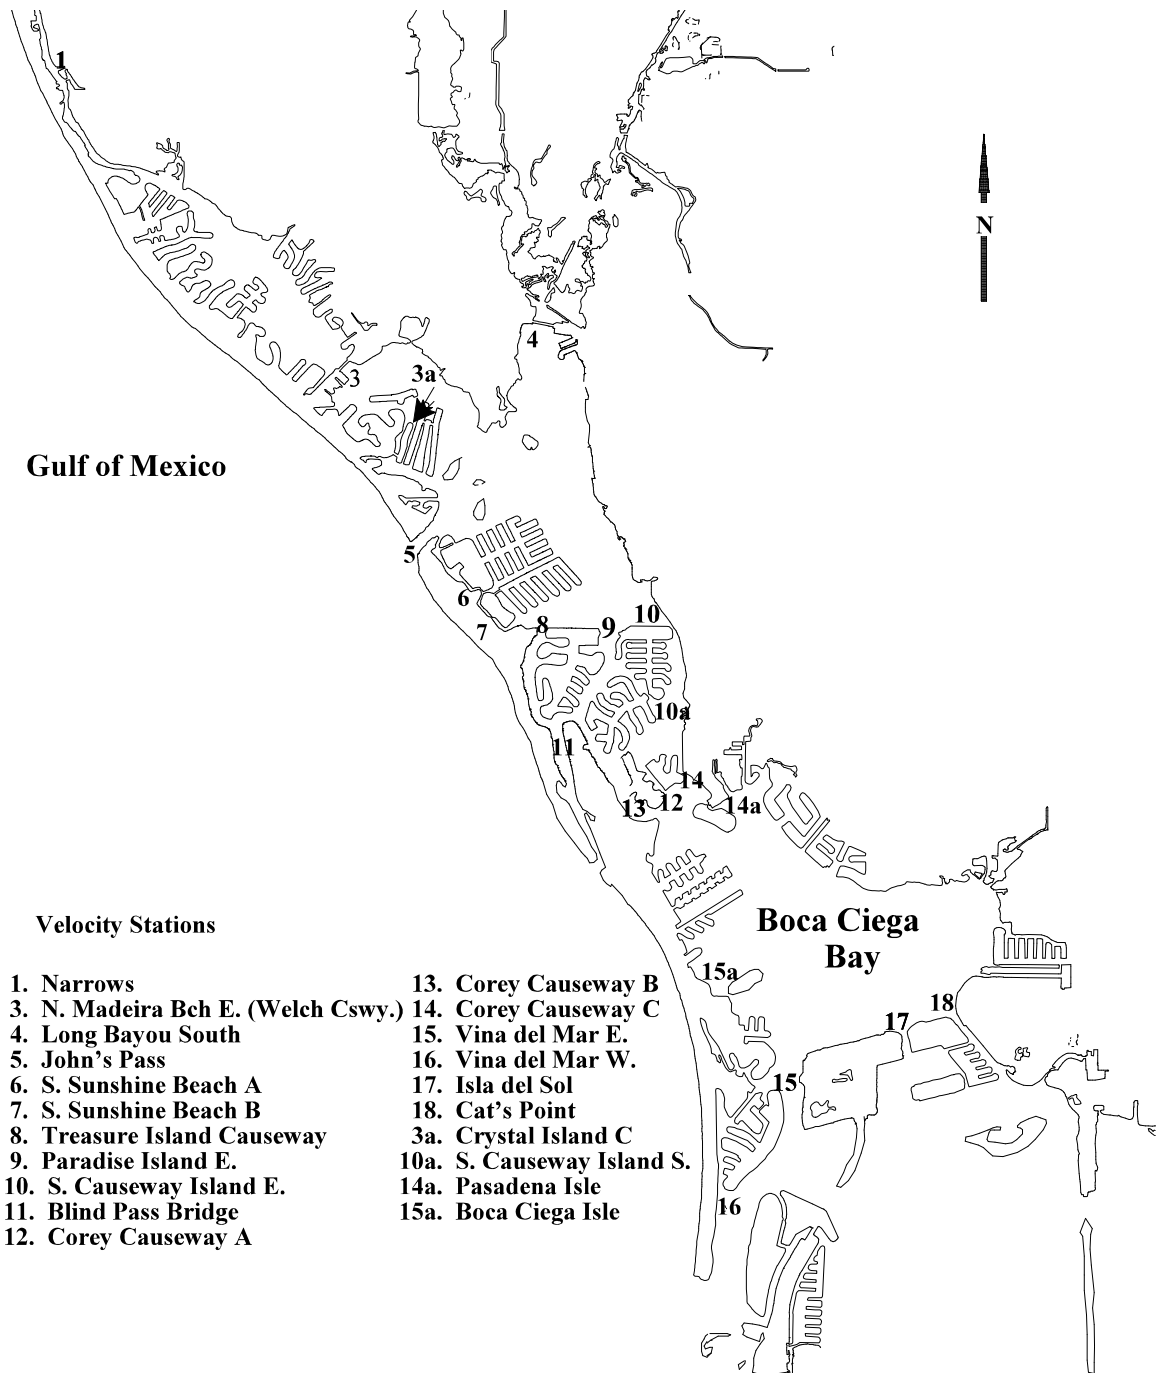 1
N
4
3
3a
Gulf of Mexico
5
6
7
8
9
10
10a
11
14
12
13
14a
Boca Ciega
Bay
15a
18
17
15
16
Velocity Stations
1. Narrows
3. N. Madeira Bch E. (Welch Cswy.)
4. Long Bayou South
5. John's Pass
6. S. Sunshine Beach A
7. S. Sunshine Beach B
8. Treasure Island Causeway
9. Paradise Island E.
10. S. Causeway Island E.
11. Blind Pass Bridge
12. Corey Causeway A
13. Corey Causeway B
14. Corey Causeway C
15. Vina del Mar E.
16. Vina del Mar W.
17. Isla del Sol
18. Cat's Point
3a. Crystal Island C
10a. S. Causeway Island S.
14a. Pasadena Isle
15a. Boca Ciega Isle